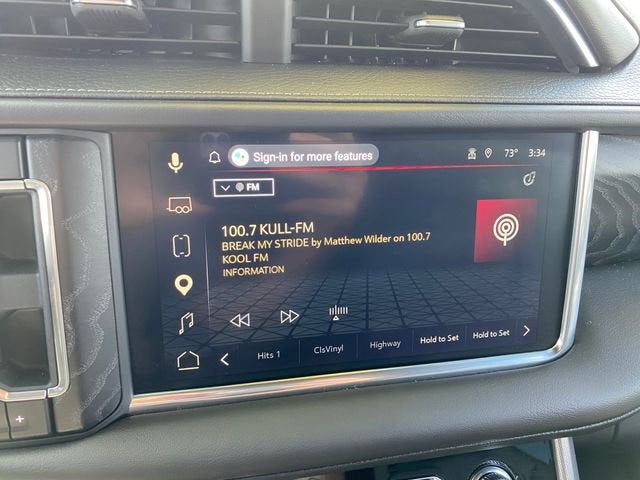 Sign-in for more features
73° 3:34
FM
100.7 KULL-FM
BREAK MY STRIDE by Matthew Wilder on 100.7
KOOL FM
INFORMATION
Hits 1 ClsVinyl Highway Hold to Set Hold to Set
+